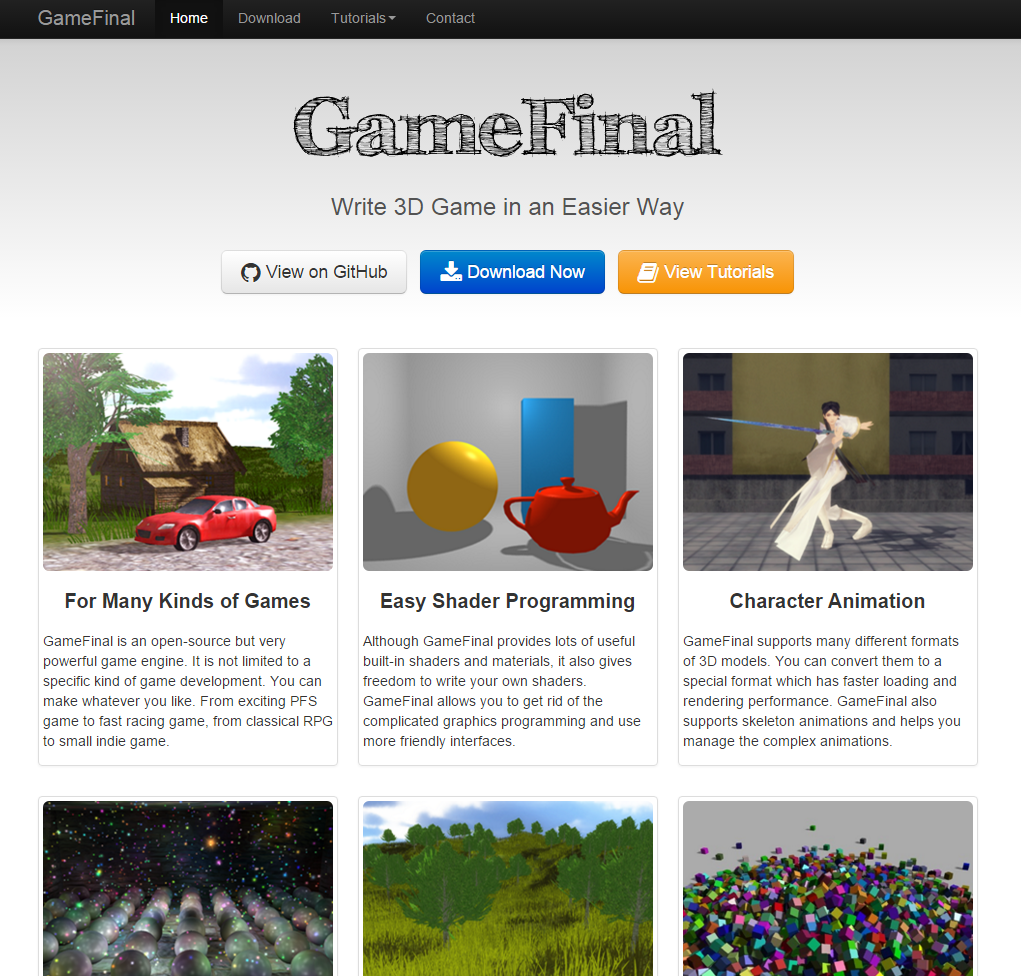 GameFinal Home Download Tutorials Contact
GameFinal
Write 3D Game in an Easier Way
View on GitHub Download Now View Tutorials
For Many Kinds of Games
GameFinal is an open-source but very
powerful game engine. It is not limited to a
specific kind of game development. You can
make whatever you like. From exciting PFS
game to fast racing game, from classical RPG
to small indie game.
Easy Shader Programming
Although GameFinal provides lots of useful
built-in shaders and materials, it also gives
freedom to write your own shaders.
GameFinal allows you to get rid of the
complicated graphics programming and use
more friendly interfaces.
Character Animation
GameFinal supports many different formats
of 3D models. You can convert them to a
special format which has faster loading and
rendering performance. GameFinal also
supports skeleton animations and helps you
manage the complex animations.